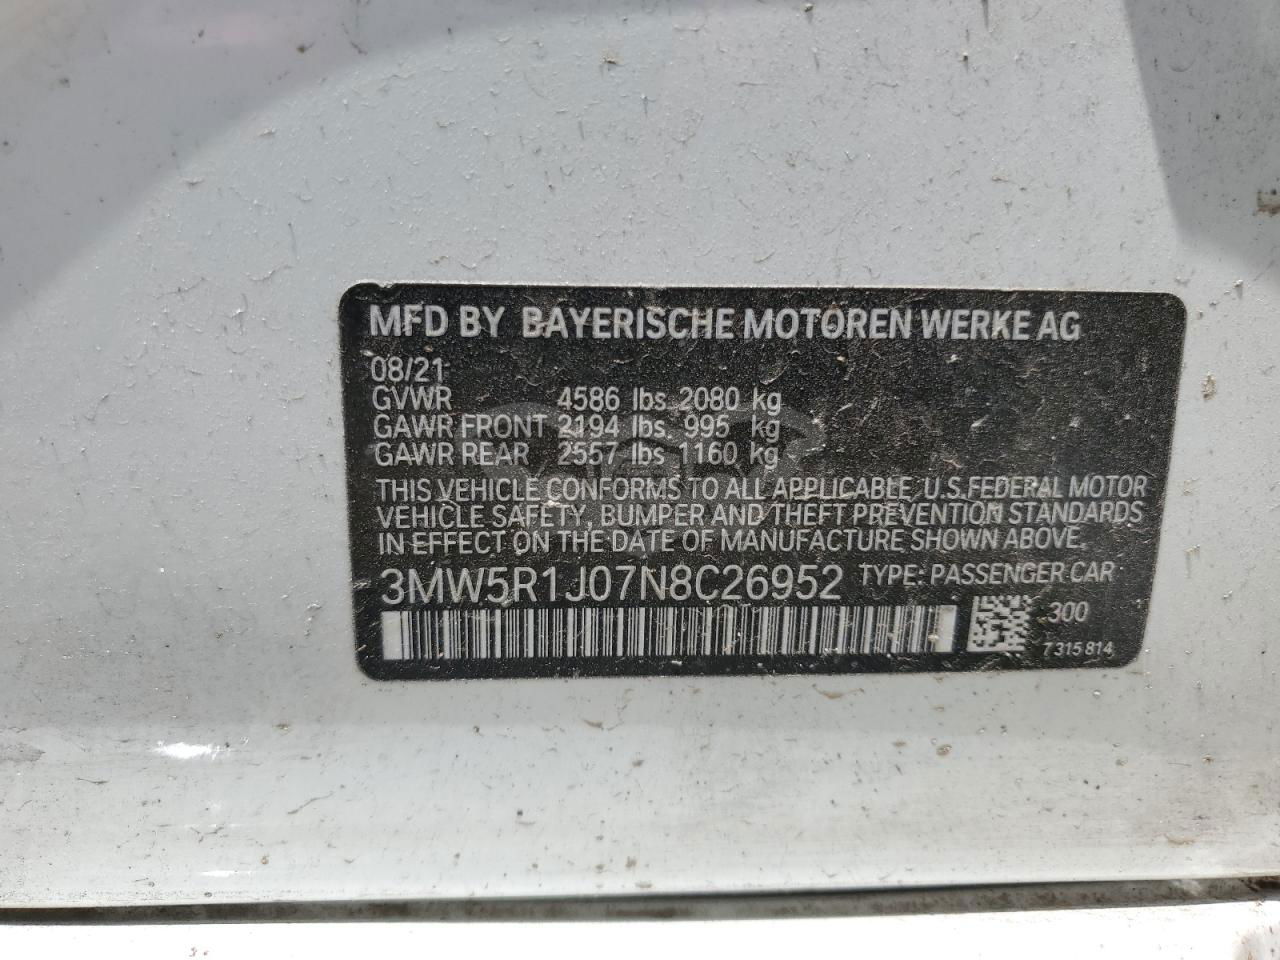 MFD BY BAYERISCHE MOTOREN WERKE AG
08/21
GVWR 4586 lbs 2080 kg
GAWR FRONT 2194 lbs 995 kg
GAWR REAR 2557 lbs 1160 kg
THIS VEHICLE CONFORMS TO ALL APPLICABLE U.S.FEDERAL MOTOR
VEHICLE SAFETY, BUMPER AND THEFT PREVENTION STANDARDS
IN EFFECT ON THE DATE OF MANUFACTURE SHOWN ABOVE.
3MW5R1J07N8C26952 TYPE: PASSENGER CAR
300
7 315 814